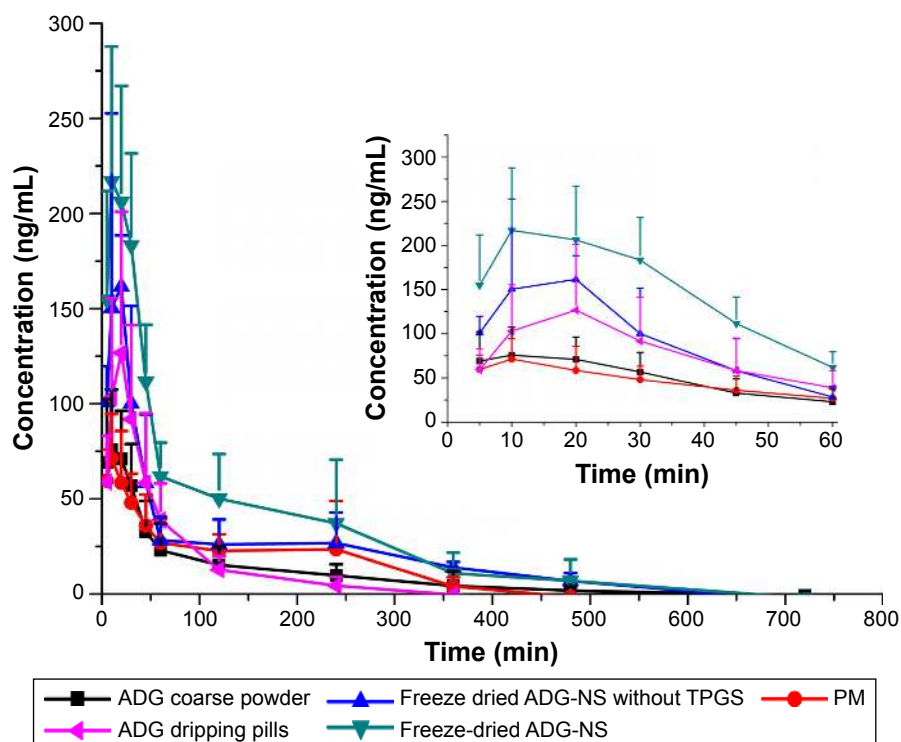 300
250
200
150
100
50
0
Concentration (ng/mL)
0 100 200 300 400 500 600 700 800
Time (min)
300
250
200
150
100
50
0
Concentration (ng/mL)
0 10 20 30 40 50 60
Time (min)
ADG coarse powder Freeze dried ADG-NS without TPGS PM
ADG dripping pills Freeze-dried ADG-NS